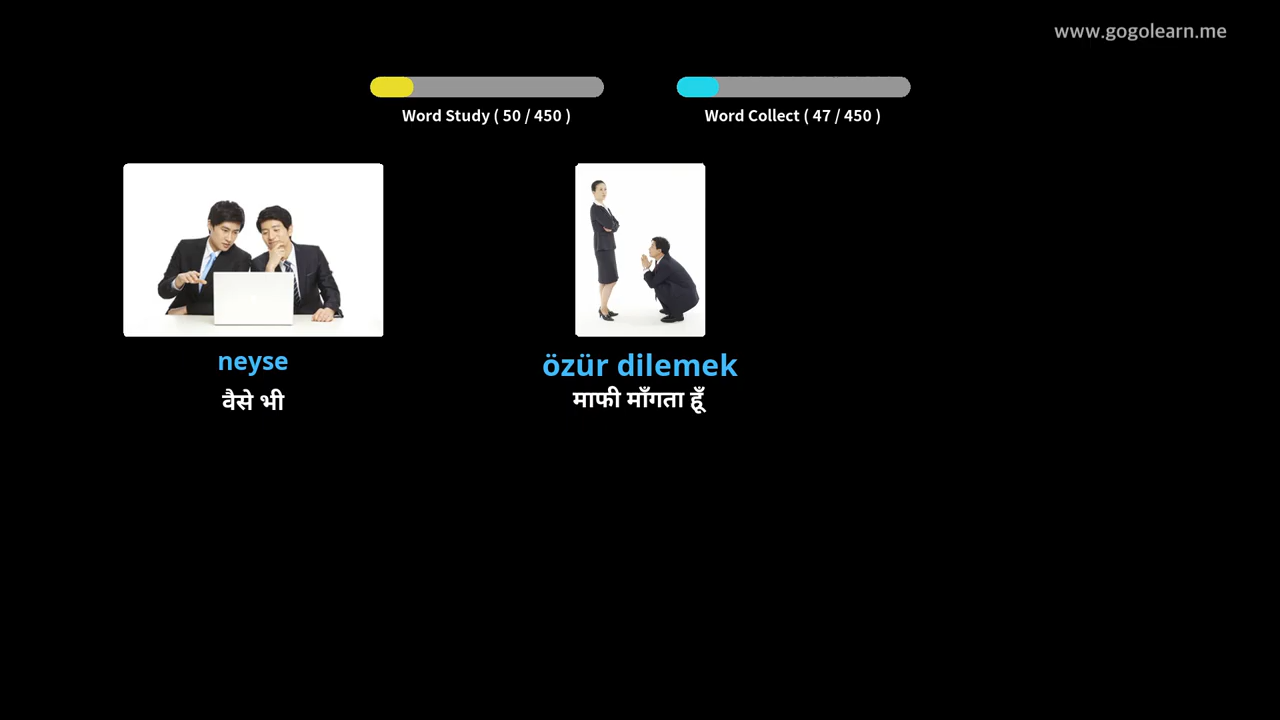 www.gogolearn.me
Word Study ( 50 / 450 )
Word Collect ( 47 / 450 )
neyse
वैसे भी
özür dilemek
माफी माँगता हूँ